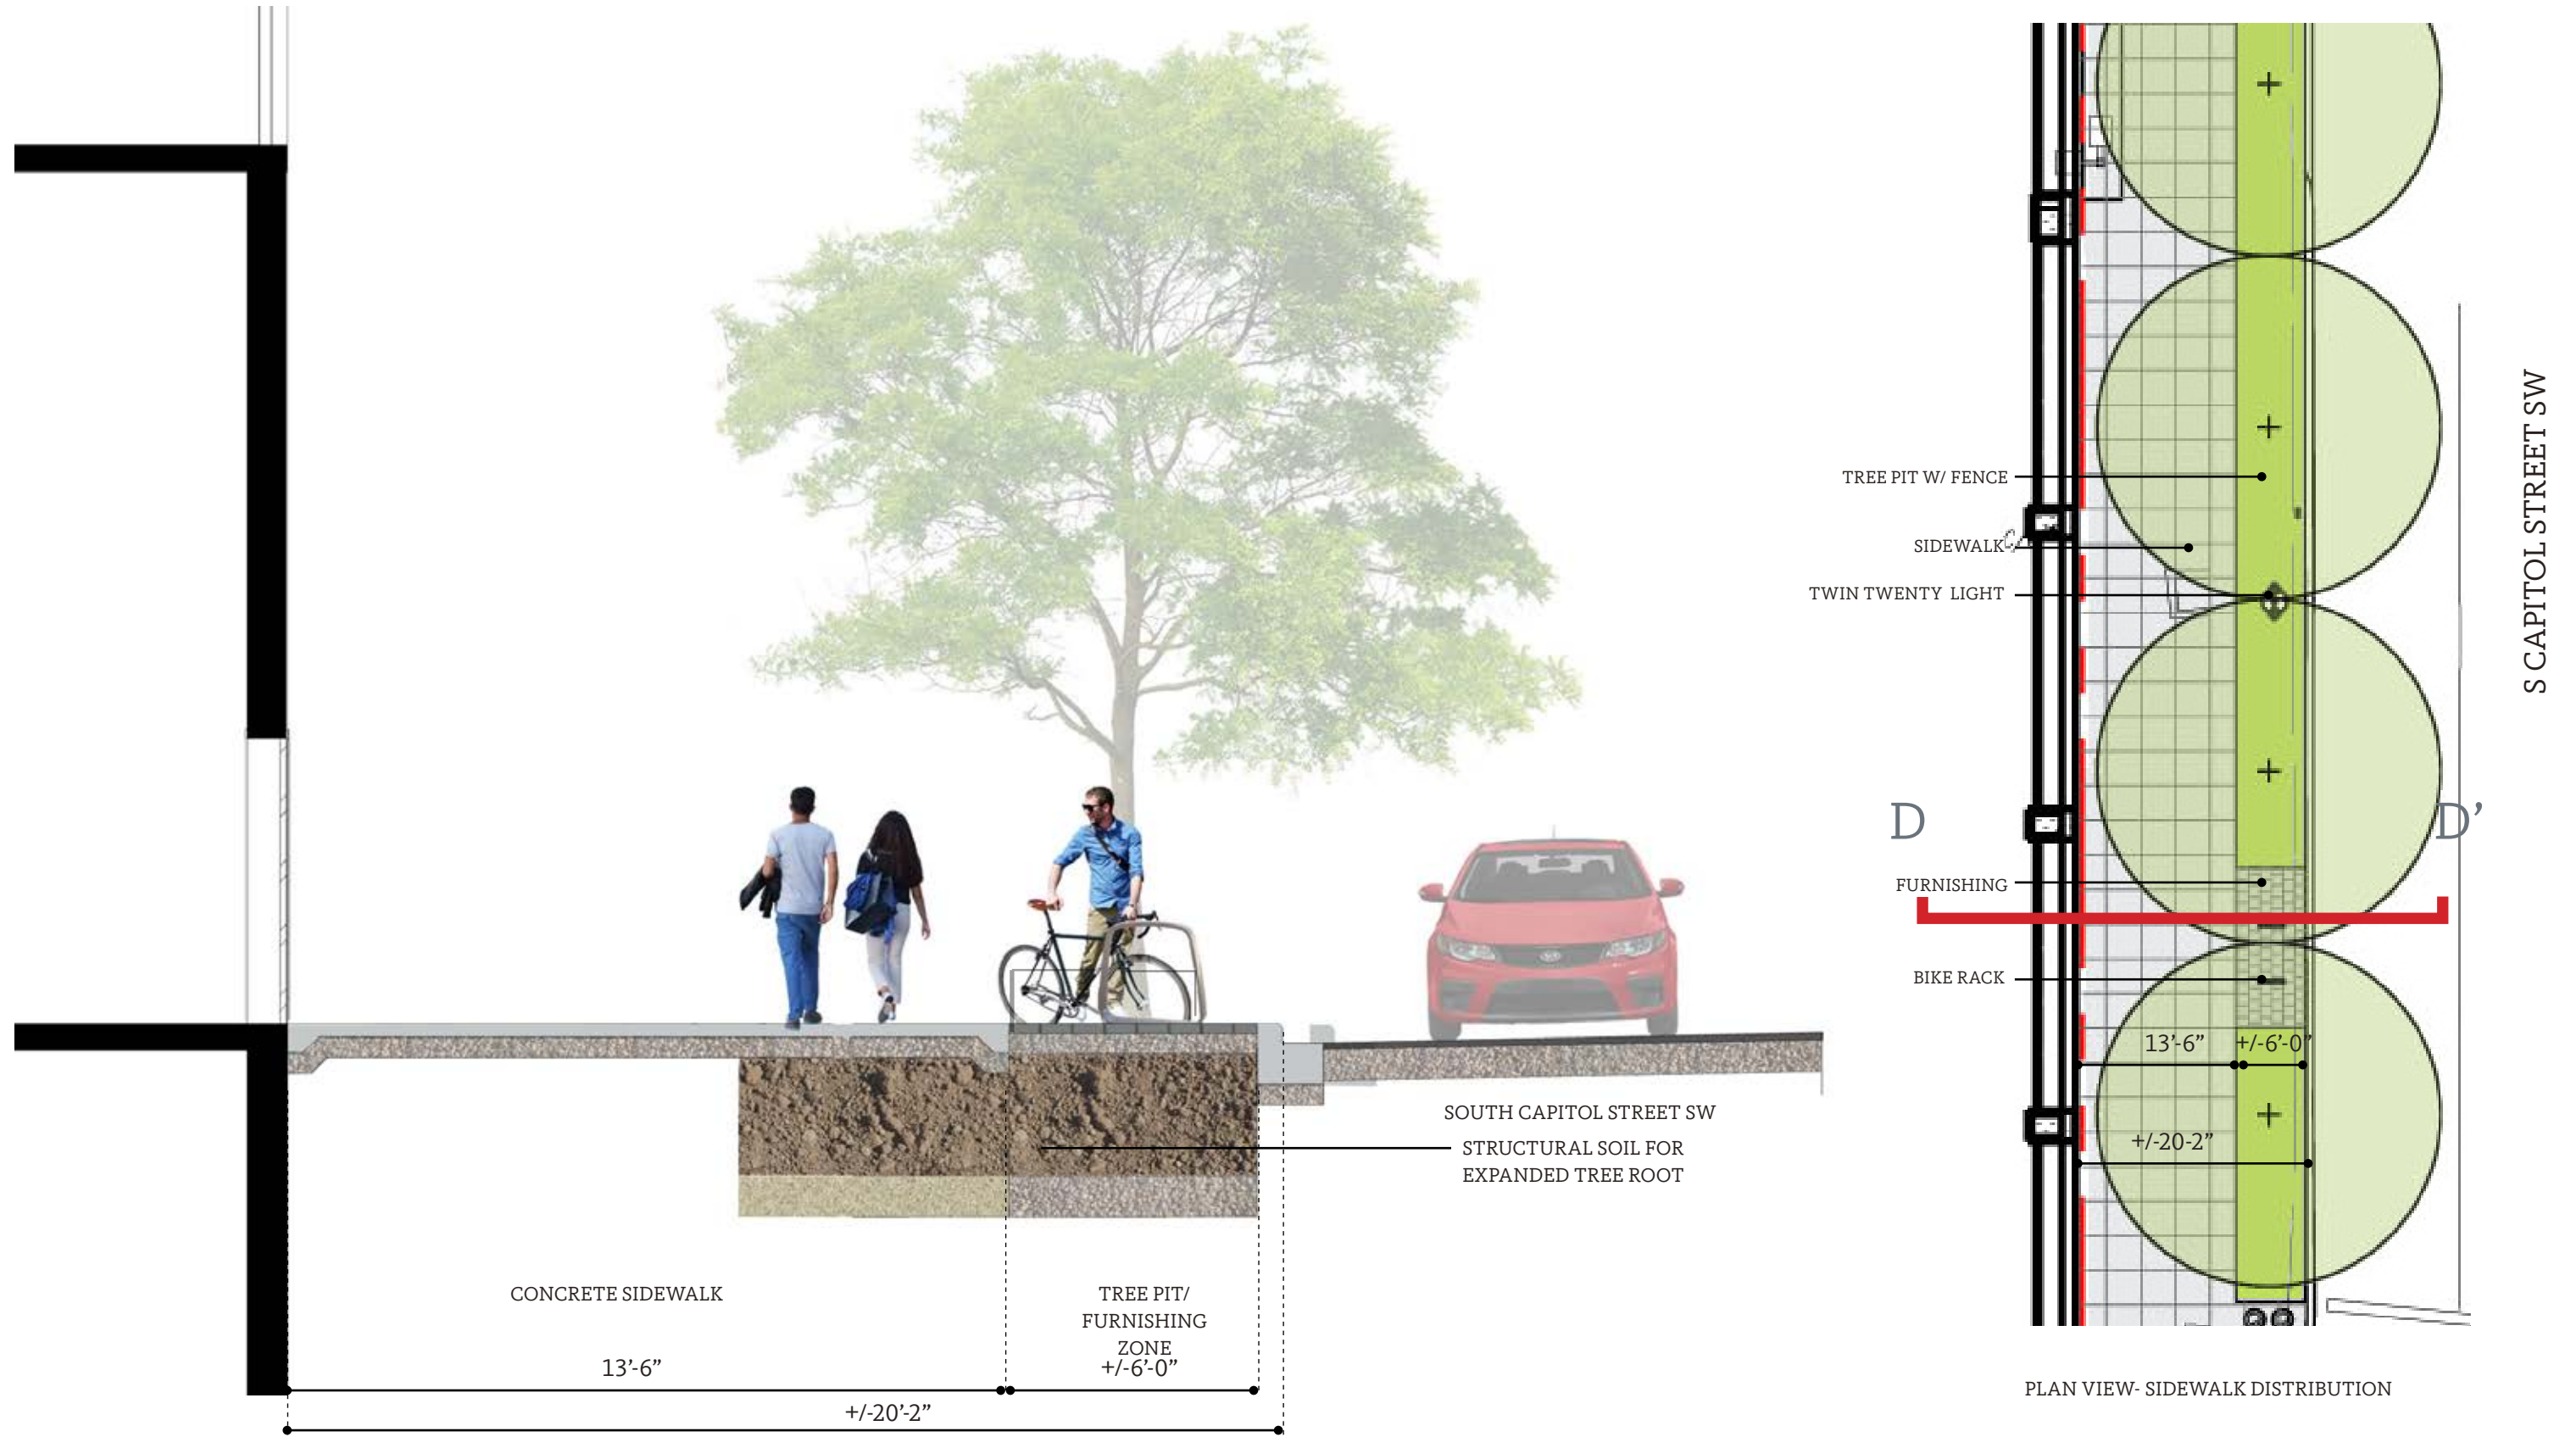 SOUTH CAPITOL STREET SW
STRUCTURAL SOIL FOR
EXPANDED TREE ROOT
CONCRETE SIDEWALK
TREE PIT/
FURNISHING
ZONE
13’-6”
+/-6’-0”
+/-20’-2”
TREE PIT W/ FENCE
SIDEWALK
TWIN TWENTY LIGHT
D
D’
FURNISHING
BIKE RACK
13’-6”
+/-6’-0”
+/-20-2”
S CAPITOL STREET SW
PLAN VIEW- SIDEWALK DISTRIBUTION